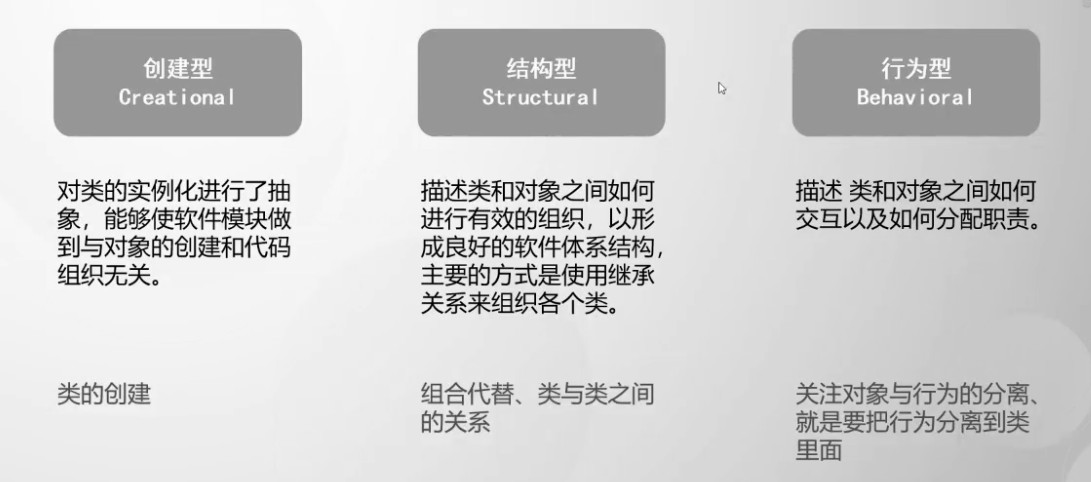 创建型
Creational
对类的实例化进行了抽
象，能够使软件模块做
到与对象的创建和代码
组织无关。
类的创建
结构型
Structural
描述类和对象之间如何
进行有效的组织，以形
成良好的软件体系结构，
主要的方式是使用继承
关系来组织各个类。
组合代替、类与类之间
的关系
行为型
Behavioral
描述 类和对象之间如何
交互以及如何分配职责。
关注对象与行为的分离、
就是要把行为分离到类
里面